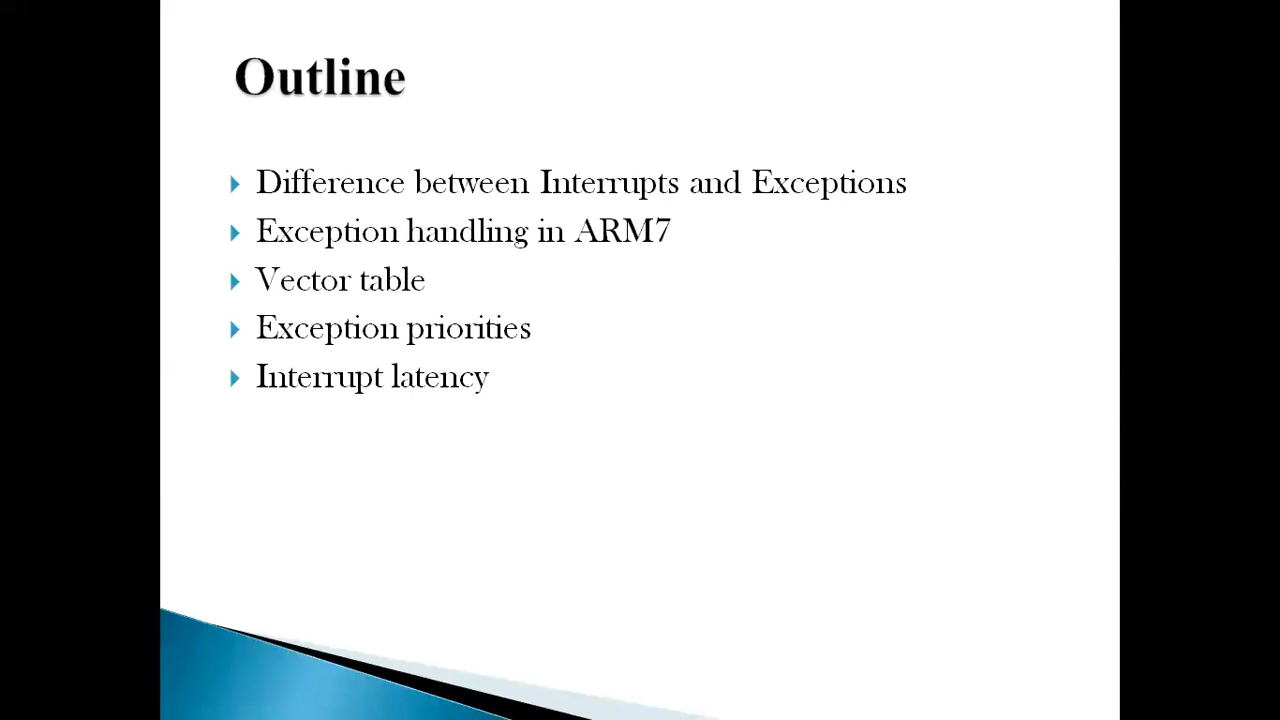 Outline
Difference between Interrupts and Exceptions
Exception handling in ARM7
Vector table
Exception priorities
Interrupt latency